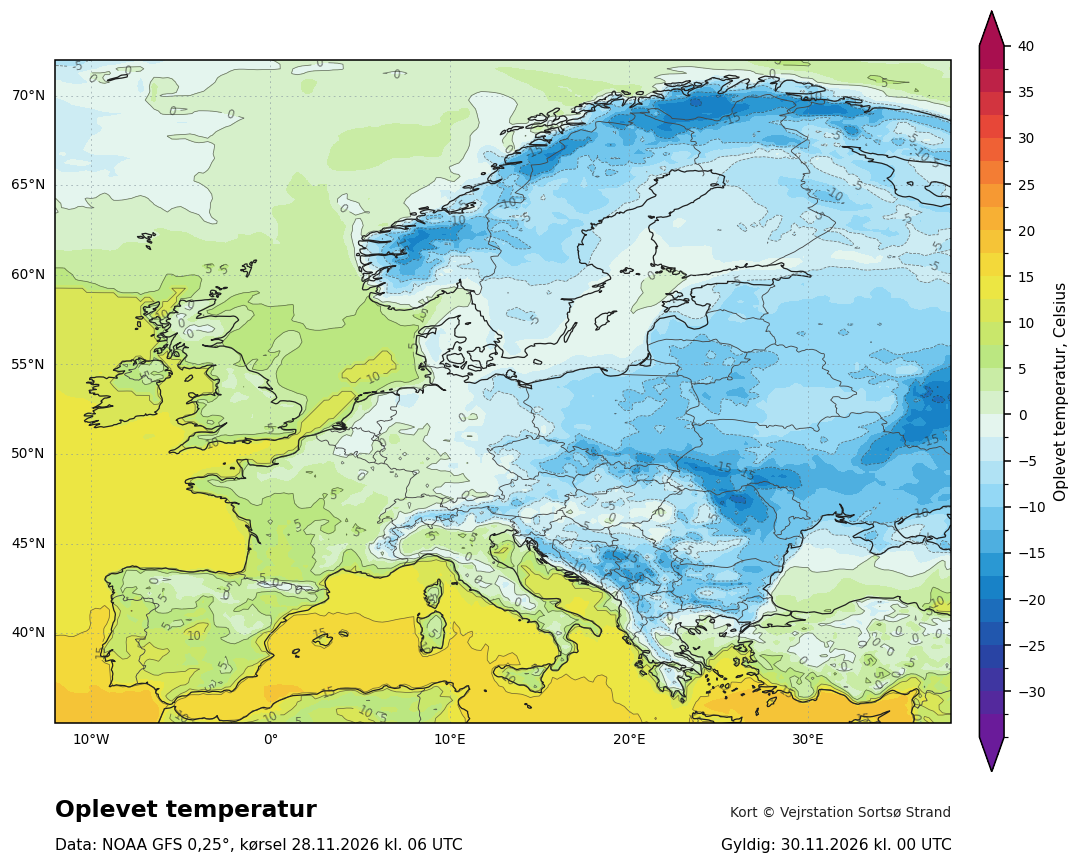 40
35
30
25
20
15
10
5
0
−5
−10
−15
−20
−25
−30
Oplevet temperatur, Celsius
70°N
65°N
60°N
55°N
50°N
45°N
40°N
10°W 0° 10°E 20°E 30°E
Oplevet temperatur
Kort © Vejrstation Sortsø Strand
Data: NOAA GFS 0,25°, kørsel 28.11.2026 kl. 06 UTC
Gyldig: 30.11.2026 kl. 00 UTC